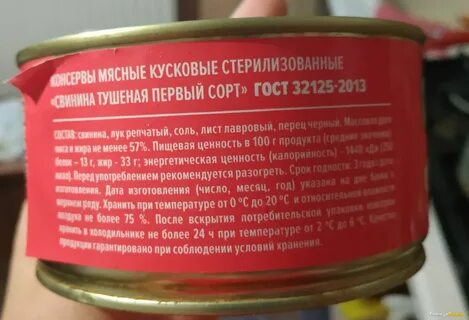 КОНСЕРВЫ МЯСНЫЕ КУСКОВЫЕ СТЕРИЛИЗОВАННЫЕ
«СВИНИНА ТУШЕНАЯ ПЕРВЫЙ СОРТ» ГОСТ 32125-2013
СОСТАВ: свинина, лук репчатый, соль, лист лавровый, перец черный. Массовая доля
мяса и жира не менее 57%. Пищевая ценность в 100 г продукта (средние значения)
белок – 13 г, жир – 33 г; энергетическая ценность (калорийность) –
Перед употреблением рекомендуется разогреть. Срок годности: 3 года с даты
изготовления. Дата изготовления (число, месяц, год) указана на дне банки в
верхнем ряду. Хранить при температуре от 0 °С до 20 °С и относительной влажности
воздуха не более 75 %. После вскрытия потребительской упаковки консервы
хранить в холодильнике не более 24 ч при температуре от 2 °С до 6 °С. Качество
продукции гарантировано при соблюдении условий хранения.